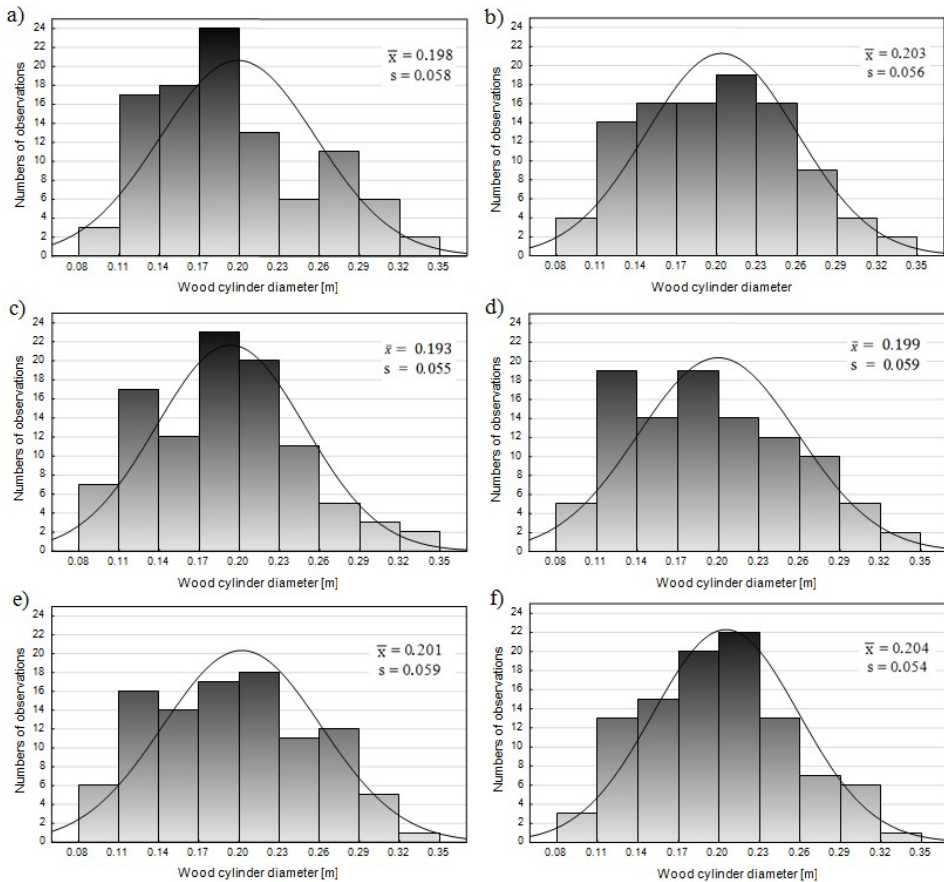 a)
24
22
20
18
16
14
12
10
8
6
4
2
0
Numbers of observations
x̅ = 0.198
s = 0.058
0.08 0.11 0.14 0.17 0.20 0.23 0.26 0.29 0.32 0.35
Wood cylinder diameter [m]
b)
24
22
20
18
16
14
12
10
8
6
4
2
0
Numbers of observations
x̅ = 0.203
s = 0.056
0.08 0.11 0.14 0.17 0.20 0.23 0.26 0.29 0.32 0.35
Wood cylinder diameter
c)
24
22
20
18
16
14
12
10
8
6
4
2
0
Numbers of observations
x̄ = 0.193
s = 0.055
0.08 0.11 0.14 0.17 0.20 0.23 0.26 0.29 0.32 0.35
Wood cylinder diameter [m]
d)
24
22
20
18
16
14
12
10
8
6
4
2
0
Numbers of observations
x̄ = 0.199
s = 0.059
0.08 0.11 0.14 0.17 0.20 0.23 0.26 0.29 0.32 0.35
Wood cylinder diameter [m]
e)
24
22
20
18
16
14
12
10
8
6
4
2
0
Numbers of observations
x̅ = 0.201
s = 0.059
0.08 0.11 0.14 0.17 0.20 0.23 0.26 0.29 0.32 0.35
Wood cylinder diameter [m]
f)
24
22
20
18
16
14
12
10
8
6
4
2
0
Numbers of observations
x̅ = 0.204
s = 0.054
0.08 0.11 0.14 0.17 0.20 0.23 0.26 0.29 0.32 0.35
Wood cylinder diameter [m]